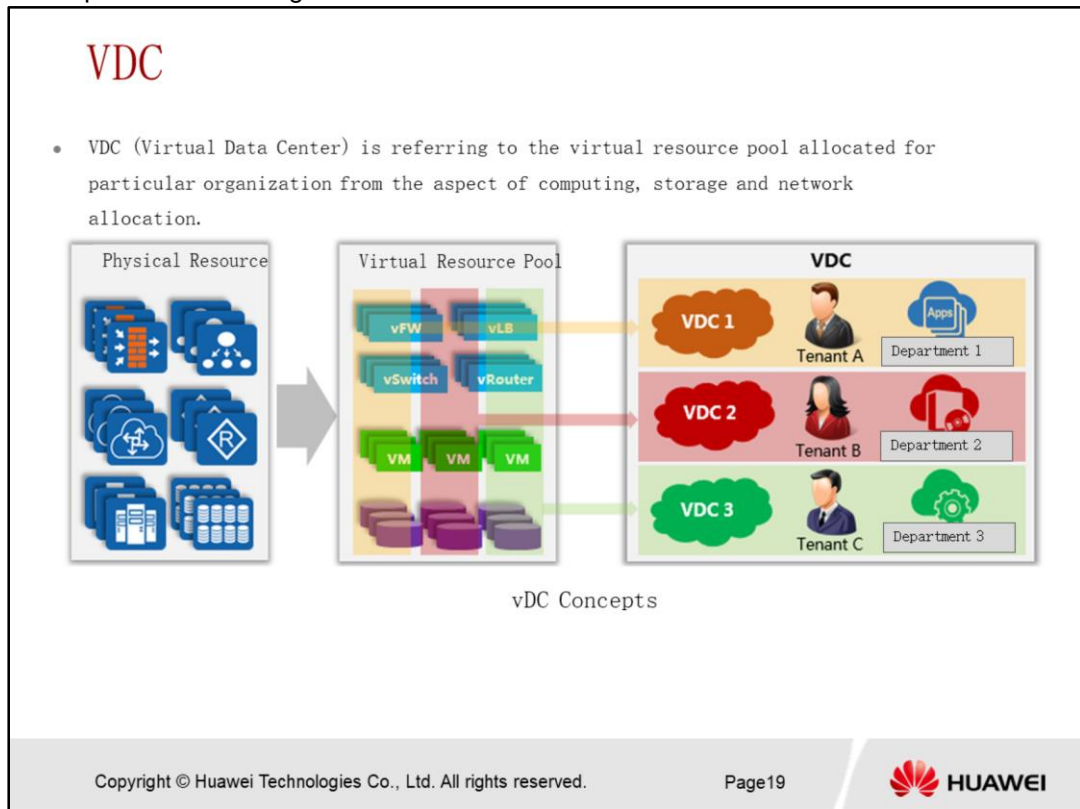 VDC
• VDC (Virtual Data Center) is referring to the virtual resource pool allocated for
particular organization from the aspect of computing, storage and network
allocation.
Physical Resource
R
Virtual Resource Pool
vFW
vLB
vSwitch
vRouter
VM
VM
VM
VDC
VDC 1
Tenant A
Apps
Department 1
VDC 2
Tenant B
Department 2
VDC 3
Tenant C
Department 3
vDC Concepts
Copyright © Huawei Technologies Co., Ltd. All rights reserved.
Page19
HUAWEI